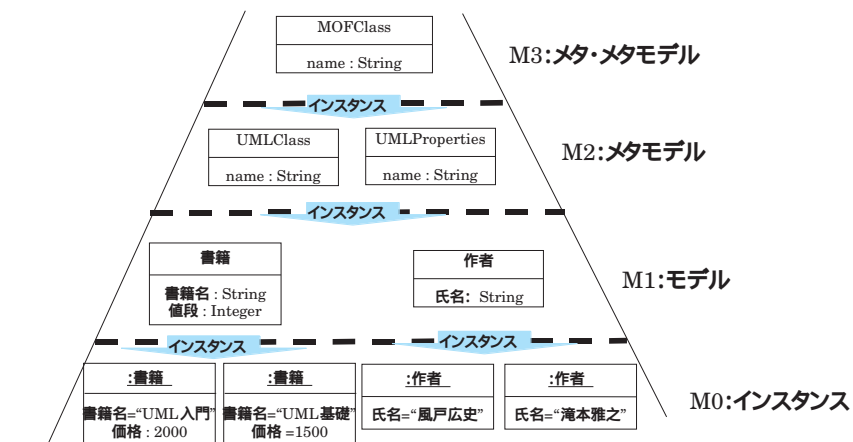 MOFClass
name : String
M3:メタ・メタモデル
インスタンス
UMLClass
name : String
UMLProperties
name : String
M2:メタモデル
インスタンス
書籍
書籍名 : String
値段 : Integer
作者
氏名: String
M1:モデル
インスタンス
インスタンス
:書籍
書籍名="UML入門"
価格 : 2000
:書籍
書籍名="UML基礎"
価格 =1500
:作者
氏名="風戸広史"
:作者
氏名="滝本雅之"
M0:インスタンス